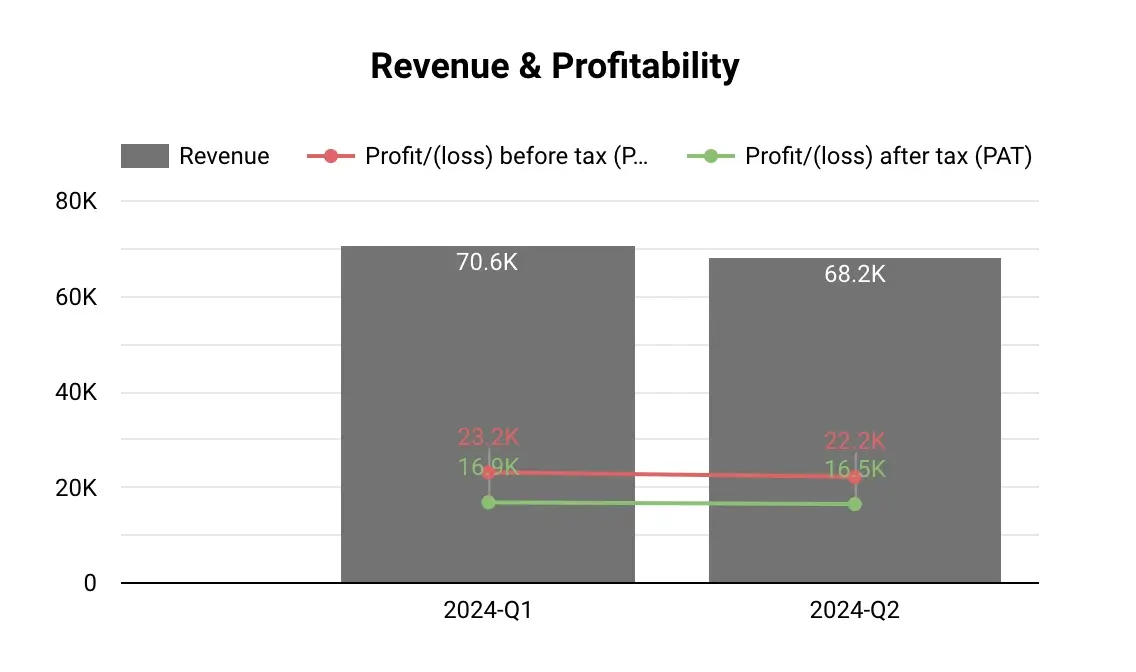 Revenue & Profitability
Revenue
Profit/(loss) before tax (P...
Profit/(loss) after tax (PAT)
80K
60K
40K
20K
0
70.6K
68.2K
23.2K
22.2K
16.9K
16.5K
2024-Q1
2024-Q2